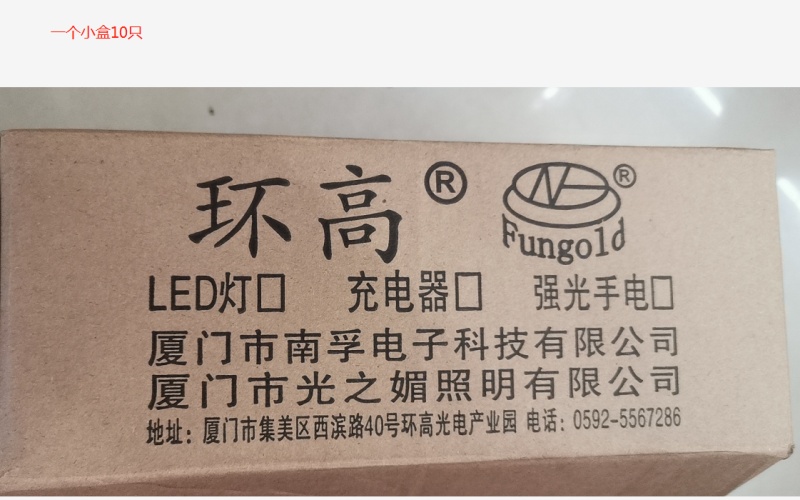 一个小盒10只
环高® ®
Fungold
LED灯□ 充电器□ 强光手电□
厦门市南孚电子科技有限公司
厦门市光之媚照明有限公司
地址：厦门市集美区西滨路40号环高光电产业园 电话：0592-5567286